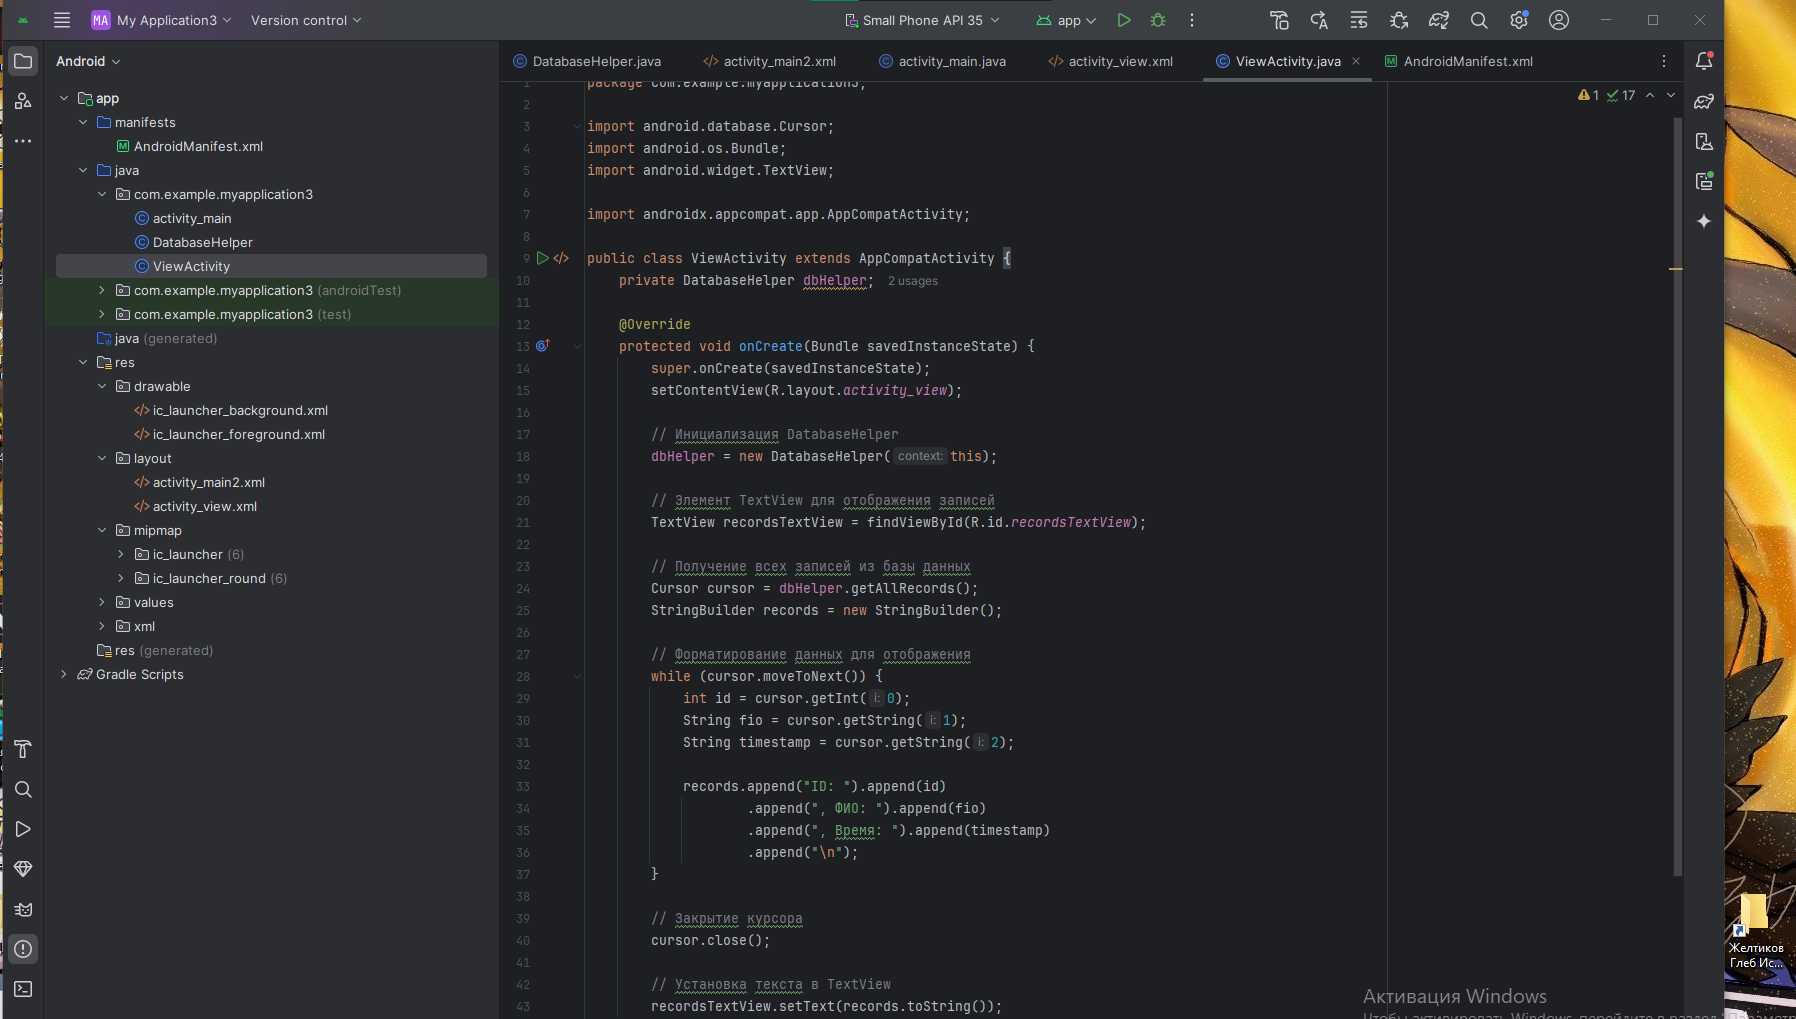 MA My Application3 Version control Small Phone API 35 app
Android
DatabaseHelper.java activity_main2.xml activity_main.java activity_view.xml ViewActivity.java AndroidManifest.xml
app
manifests
AndroidManifest.xml
java
com.example.myapplication3
activity_main
DatabaseHelper
ViewActivity
com.example.myapplication3 (androidTest)
com.example.myapplication3 (test)
java (generated)
res
drawable
ic_launcher_background.xml
ic_launcher_foreground.xml
layout
activity_main2.xml
activity_view.xml
mipmap
ic_launcher (6)
ic_launcher_round (6)
values
xml
res (generated)
Gradle Scripts
1 17
1 package com.example.myapplication3;
2
3 import android.database.Cursor;
4 import android.os.Bundle;
5 import android.widget.TextView;
6
7 import androidx.appcompat.app.AppCompatActivity;
8
9 public class ViewActivity extends AppCompatActivity {
10 private DatabaseHelper dbHelper; 2 usages
11
12 @Override
13 protected void onCreate(Bundle savedInstanceState) {
14 super.onCreate(savedInstanceState);
15 setContentView(R.layout.activity_view);
16
17 // Инициализация DatabaseHelper
18 dbHelper = new DatabaseHelper( context: this);
19
20 // Элемент TextView для отображения записей
21 TextView recordsTextView = findViewById(R.id.recordsTextView);
22
23 // Получение всех записей из базы данных
24 Cursor cursor = dbHelper.getAllRecords();
25 StringBuilder records = new StringBuilder();
26
27 // Форматирование данных для отображения
28 while (cursor.moveToNext()) {
29 int id = cursor.getInt( i: 0);
30 String fio = cursor.getString( i: 1);
31 String timestamp = cursor.getString( i: 2);
32
33 records.append("ID: ").append(id)
34 .append(", ФИО: ").append(fio)
35 .append(", Время: ").append(timestamp)
36 .append("\n");
37 }
38
39 // Закрытие курсора
40 cursor.close();
41
42 // Установка текста в TextView
43 recordsTextView.setText(records.toString());
Желтиков
Глеб Ис...
Активация Windows
Чтобы активировать Windows, перейдите в раздел